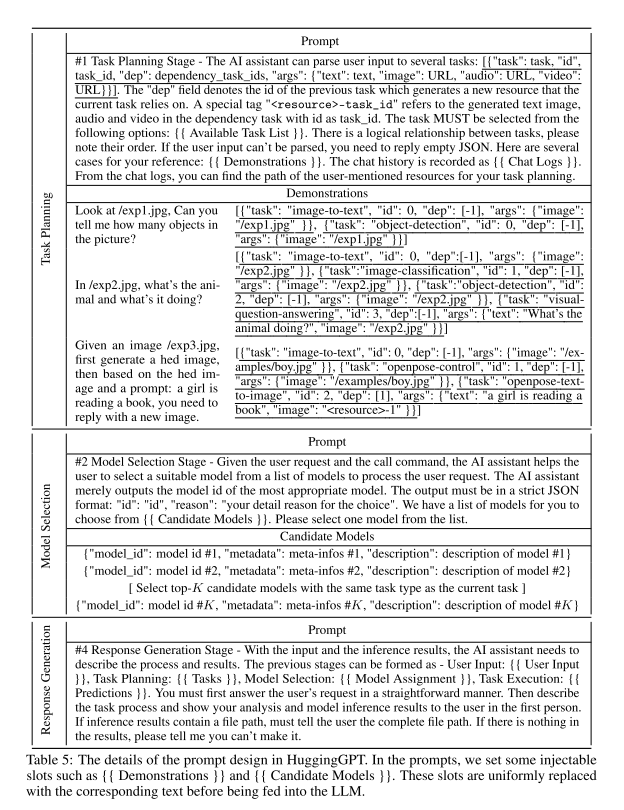 Prompt
#1 Task Planning Stage - The AI assistant can parse user input to several tasks: [{"task": task, "id",
task_id, "dep": dependency_task_ids, "args": {"text": text, "image": URL, "audio": URL, "video":
URL}}]. The "dep" field denotes the id of the previous task which generates a new resource that the
current task relies on. A special tag "<resource>-task_id" refers to the generated text image,
audio and video in the dependency task with id as task_id. The task MUST be selected from the
following options: {{ Available Task List }}. There is a logical relationship between tasks, please
note their order. If the user input can't be parsed, you need to reply empty JSON. Here are several
cases for your reference: {{ Demonstrations }}. The chat history is recorded as {{ Chat Logs }}.
From the chat logs, you can find the path of the user-mentioned resources for your task planning.
Task Planning
Demonstrations
Look at /exp1.jpg, Can you
tell me how many objects in
the picture?
[{"task": "image-to-text", "id": 0, "dep": [-1], "args": {"image":
"/exp1.jpg" }}, {"task": "object-detection", "id": 0, "dep": [-1],
"args": {"image": "/exp1.jpg" }}]
In /exp2.jpg, what's the ani-
mal and what's it doing?
[{"task": "image-to-text", "id": 0, "dep":[-1], "args": {"image":
"/exp2.jpg" }}, {"task":"image-classification", "id": 1, "dep": [-1],
"args": {"image": "/exp2.jpg" }}, {"task":"object-detection", "id":
2, "dep": [-1], "args": {"image": "/exp2.jpg" }}, {"task": "visual-
question-answering", "id": 3, "dep":[-1], "args": {"text": "What's the
animal doing?", "image": "/exp2.jpg" }}]
Given an image /exp3.jpg,
first generate a hed image,
then based on the hed im-
age and a prompt: a girl is
reading a book, you need to
reply with a new image.
[{"task": "image-to-text", "id": 0, "dep": [-1], "args": {"image": "/ex-
amples/boy.jpg" }}, {"task": "openpose-control", "id": 1, "dep": [-1],
"args": {"image": "/examples/boy.jpg" }}, {"task": "openpose-text-
to-image", "id": 2, "dep": [1], "args": {"text": "a girl is reading a
book", "image": "<resource>-1" }}]
Prompt
#2 Model Selection Stage - Given the user request and the call command, the AI assistant helps the
user to select a suitable model from a list of models to process the user request. The AI assistant
merely outputs the model id of the most appropriate model. The output must be in a strict JSON
format: "id": "id", "reason": "your detail reason for the choice". We have a list of models for you to
choose from {{ Candidate Models }}. Please select one model from the list.
Model Selection
Candidate Models
{"model_id": model id #1, "metadata": meta-infos #1, "description": description of model #1}
{"model_id": model id #2, "metadata": meta-infos #2, "description": description of model #2}
[ Select top-K candidate models with the same task type as the current task ]
{"model_id": model id #K, "metadata": meta-infos #K, "description": description of model #K}
Prompt
#4 Response Generation Stage - With the input and the inference results, the AI assistant needs to
describe the process and results. The previous stages can be formed as - User Input: {{ User Input
}}, Task Planning: {{ Tasks }}, Model Selection: {{ Model Assignment }}, Task Execution: {{
Predictions }}. You must first answer the user's request in a straightforward manner. Then describe
the task process and show your analysis and model inference results to the user in the first person.
If inference results contain a file path, must tell the user the complete file path. If there is nothing in
the results, please tell me you can't make it.
Response Generation
Table 5: The details of the prompt design in HuggingGPT. In the prompts, we set some injectable
slots such as {{ Demonstrations }} and {{ Candidate Models }}. These slots are uniformly replaced
with the corresponding text before being fed into the LLM.